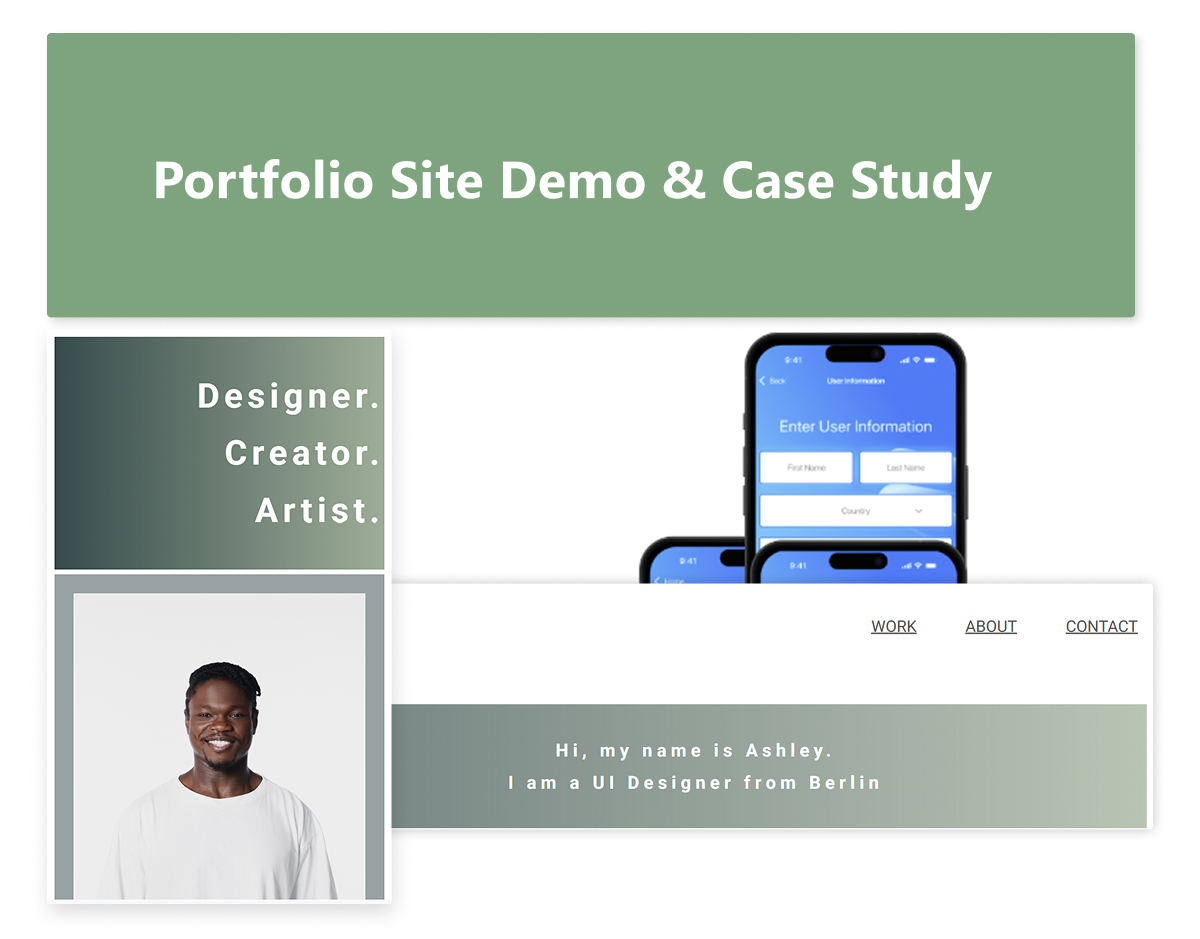 Portfolio Site Demo & Case Study
Designer.
Creator.
Artist.
9:41
Back
User Information
Enter User Information
First Name
Last Name
Country
9:41
Home
9:41
WORK
ABOUT
CONTACT
Hi, my name is Ashley.
I am a UI Designer from Berlin